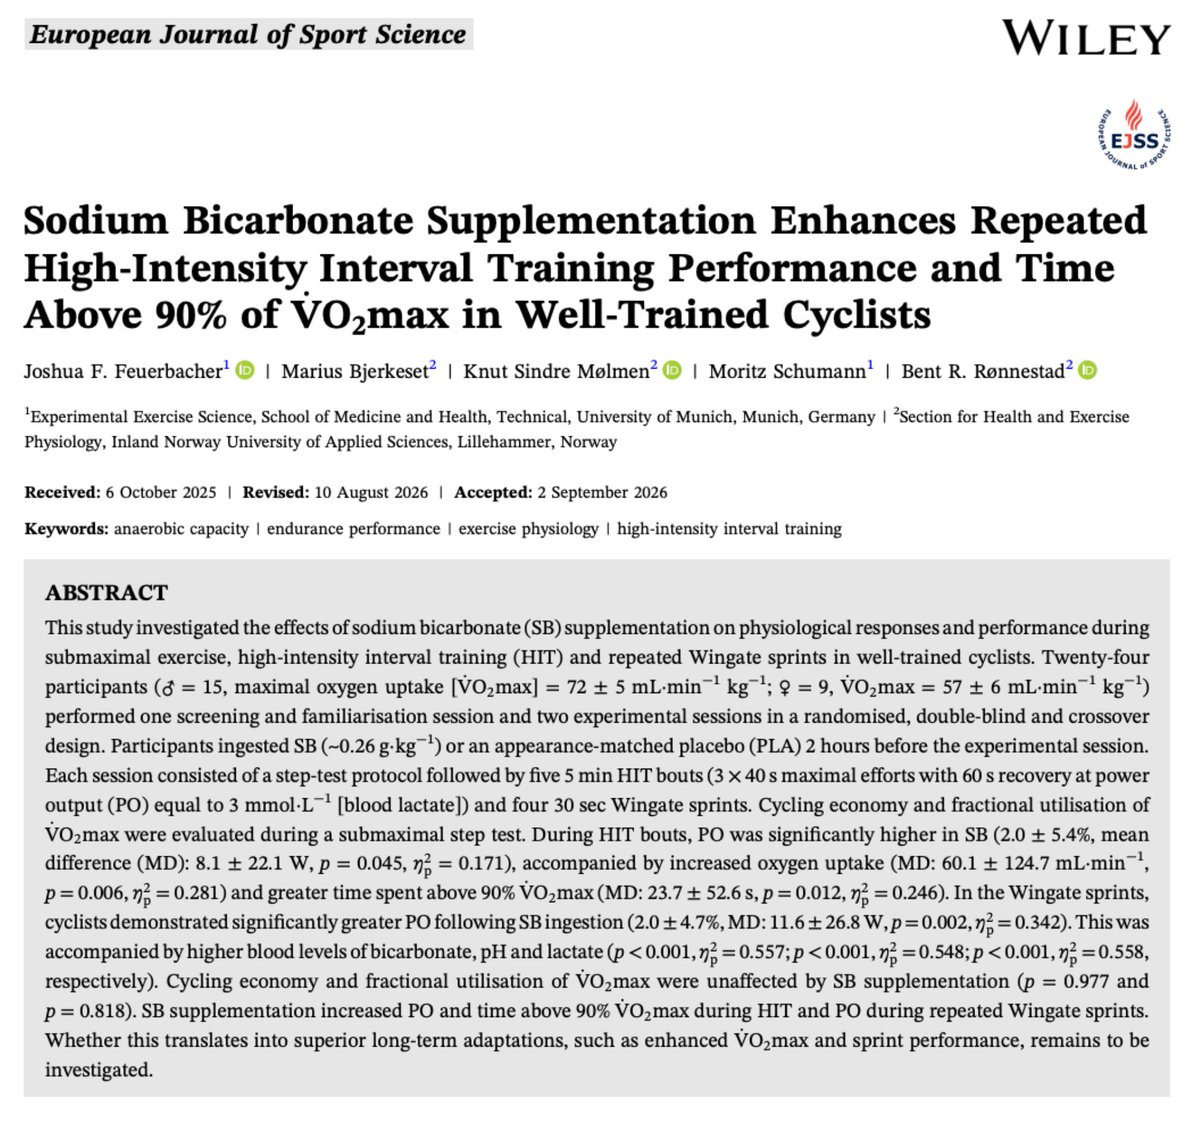 European Journal of Sport Science
WILEY
EUROPEAN JOURNAL of SPORT SCIENCE
EJSS
Sodium Bicarbonate Supplementation Enhances Repeated
High-Intensity Interval Training Performance and Time
Above 90% of V̇O₂max in Well-Trained Cyclists
Joshua F. Feuerbacher¹ iD | Marius Bjerkeset² | Knut Sindre Mølmen² iD | Moritz Schumann¹ | Bent R. Rønnestad² iD
¹Experimental Exercise Science, School of Medicine and Health, Technical, University of Munich, Munich, Germany | ²Section for Health and Exercise
Physiology, Inland Norway University of Applied Sciences, Lillehammer, Norway
Received: 6 October 2025 | Revised: 10 August 2026 | Accepted: 2 September 2026
Keywords: anaerobic capacity | endurance performance | exercise physiology | high-intensity interval training
ABSTRACT
This study investigated the effects of sodium bicarbonate (SB) supplementation on physiological responses and performance during
submaximal exercise, high-intensity interval training (HIT) and repeated Wingate sprints in well-trained cyclists. Twenty-four
participants (♂ = 15, maximal oxygen uptake [V̇O₂max] = 72 ± 5 mL·min⁻¹ kg⁻¹; ♀ = 9, V̇O₂max = 57 ± 6 mL·min⁻¹ kg⁻¹)
performed one screening and familiarisation session and two experimental sessions in a randomised, double-blind and crossover
design. Participants ingested SB (~0.26 g·kg⁻¹) or an appearance-matched placebo (PLA) 2 hours before the experimental session.
Each session consisted of a step-test protocol followed by five 5 min HIT bouts (3 × 40 s maximal efforts with 60 s recovery at power
output (PO) equal to 3 mmol·L⁻¹ [blood lactate]) and four 30 sec Wingate sprints. Cycling economy and fractional utilisation of
V̇O₂max were evaluated during a submaximal step test. During HIT bouts, PO was significantly higher in SB (2.0 ± 5.4%, mean
difference (MD): 8.1 ± 22.1 W, p = 0.045, η²p = 0.171), accompanied by increased oxygen uptake (MD: 60.1 ± 124.7 mL·min⁻¹,
p = 0.006, η²p = 0.281) and greater time spent above 90% V̇O₂max (MD: 23.7 ± 52.6 s, p = 0.012, η²p = 0.246). In the Wingate sprints,
cyclists demonstrated significantly greater PO following SB ingestion (2.0 ± 4.7%, MD: 11.6 ± 26.8 W, p = 0.002, η²p = 0.342). This was
accompanied by higher blood levels of bicarbonate, pH and lactate (p < 0.001, η²p = 0.557; p < 0.001, η²p = 0.548; p < 0.001, η²p = 0.558,
respectively). Cycling economy and fractional utilisation of V̇O₂max were unaffected by SB supplementation (p = 0.977 and
p = 0.818). SB supplementation increased PO and time above 90% V̇O₂max during HIT and PO during repeated Wingate sprints.
Whether this translates into superior long-term adaptations, such as enhanced V̇O₂max and sprint performance, remains to be
investigated.